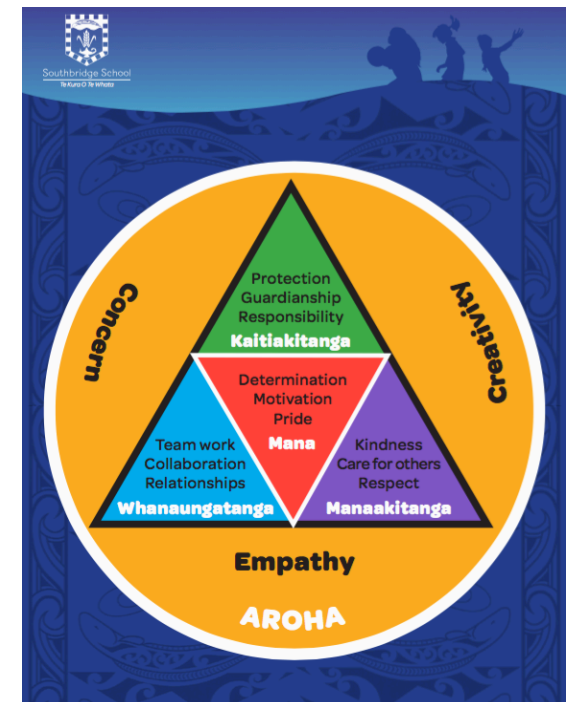 Southbridge School
Te Kura O Te Whata
Concern
Creativity
Protection
Guardianship
Responsibility
Kaitiakitanga
Determination
Motivation
Pride
Mana
Team work
Collaboration
Relationships
Whanaungatanga
Kindness
Care for others
Respect
Manaakitanga
Empathy
AROHA